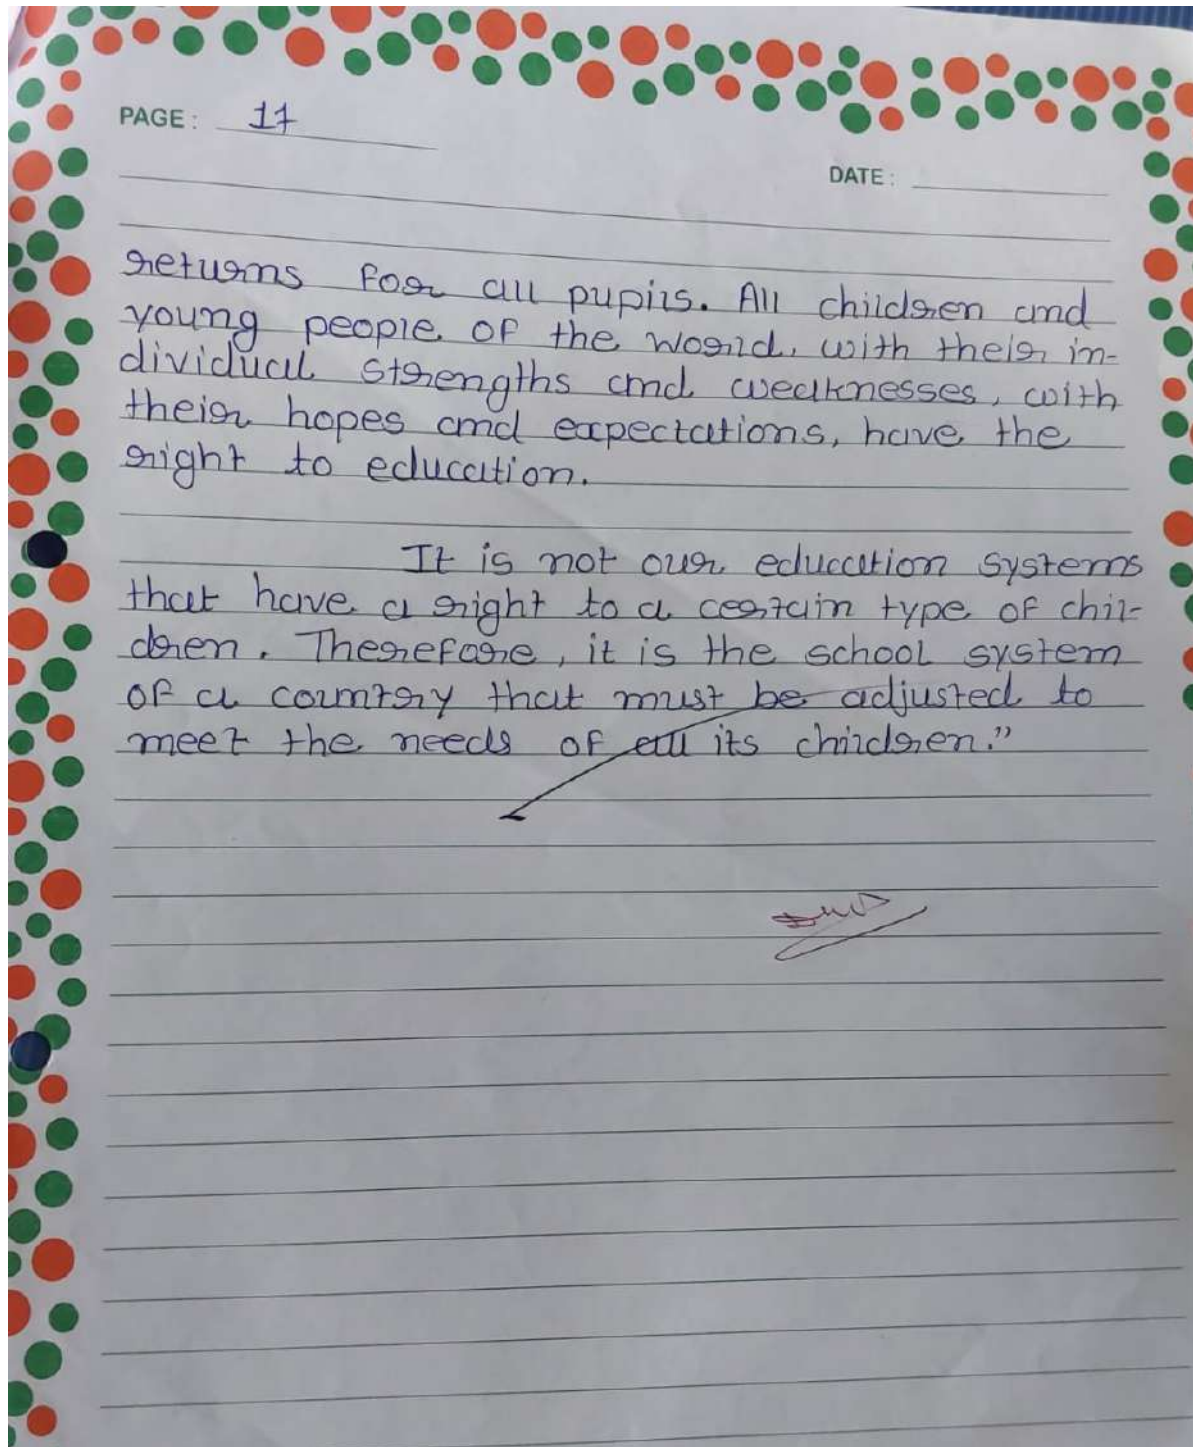 PAGE: 17
DATE:
returns for all pupils. All children and
young people of the world, with their in-
dividual strengths and weaknesses, with
their hopes and expectations, have the
right to education.
It is not our education systems
that have a right to a certain type of chil-
dren. Therefore, it is the school system
of a country that must be adjusted to
meet the needs of all its children."